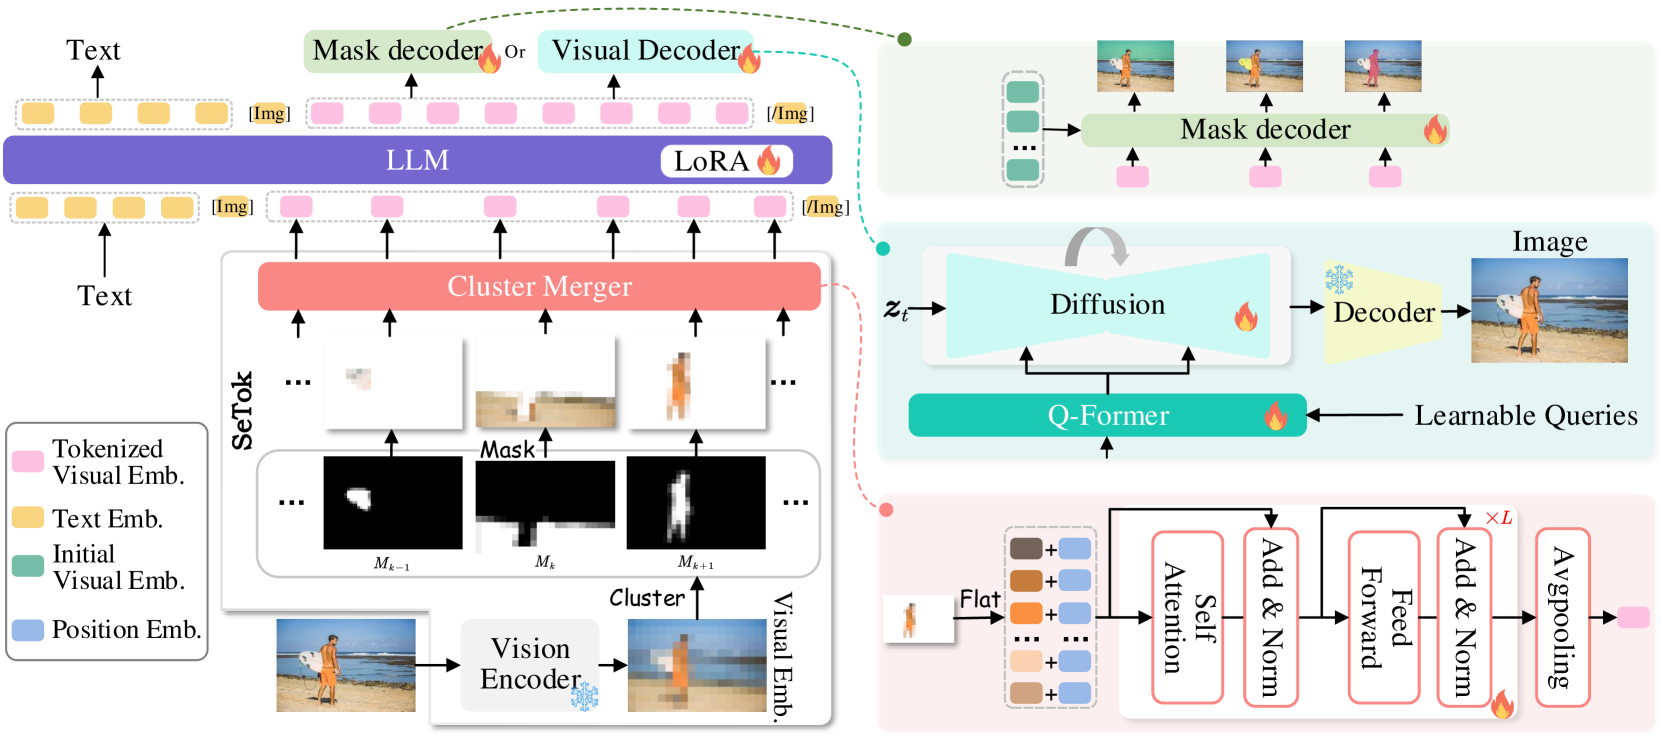 Text
Mask decoder
Or
Visual Decoder
[Img]
[/Img]
LLM
LoRA
[Img]
[/Img]
Text
Cluster Merger
SeTok
...
...
Mask
...
...
M_{k-1}
M_k
M_{k+1}
Cluster
Vision
Encoder
Visual Emb.
Tokenized
Visual Emb.
Text Emb.
Initial
Visual Emb.
Position Emb.
...
Mask decoder
z_t
Diffusion
Decoder
Image
Q-Former
Learnable Queries
Flat
+
+
+
... ...
+
+
Self
Attention
Add & Norm
Feed
Forward
Add & Norm
×L
Avgpooling